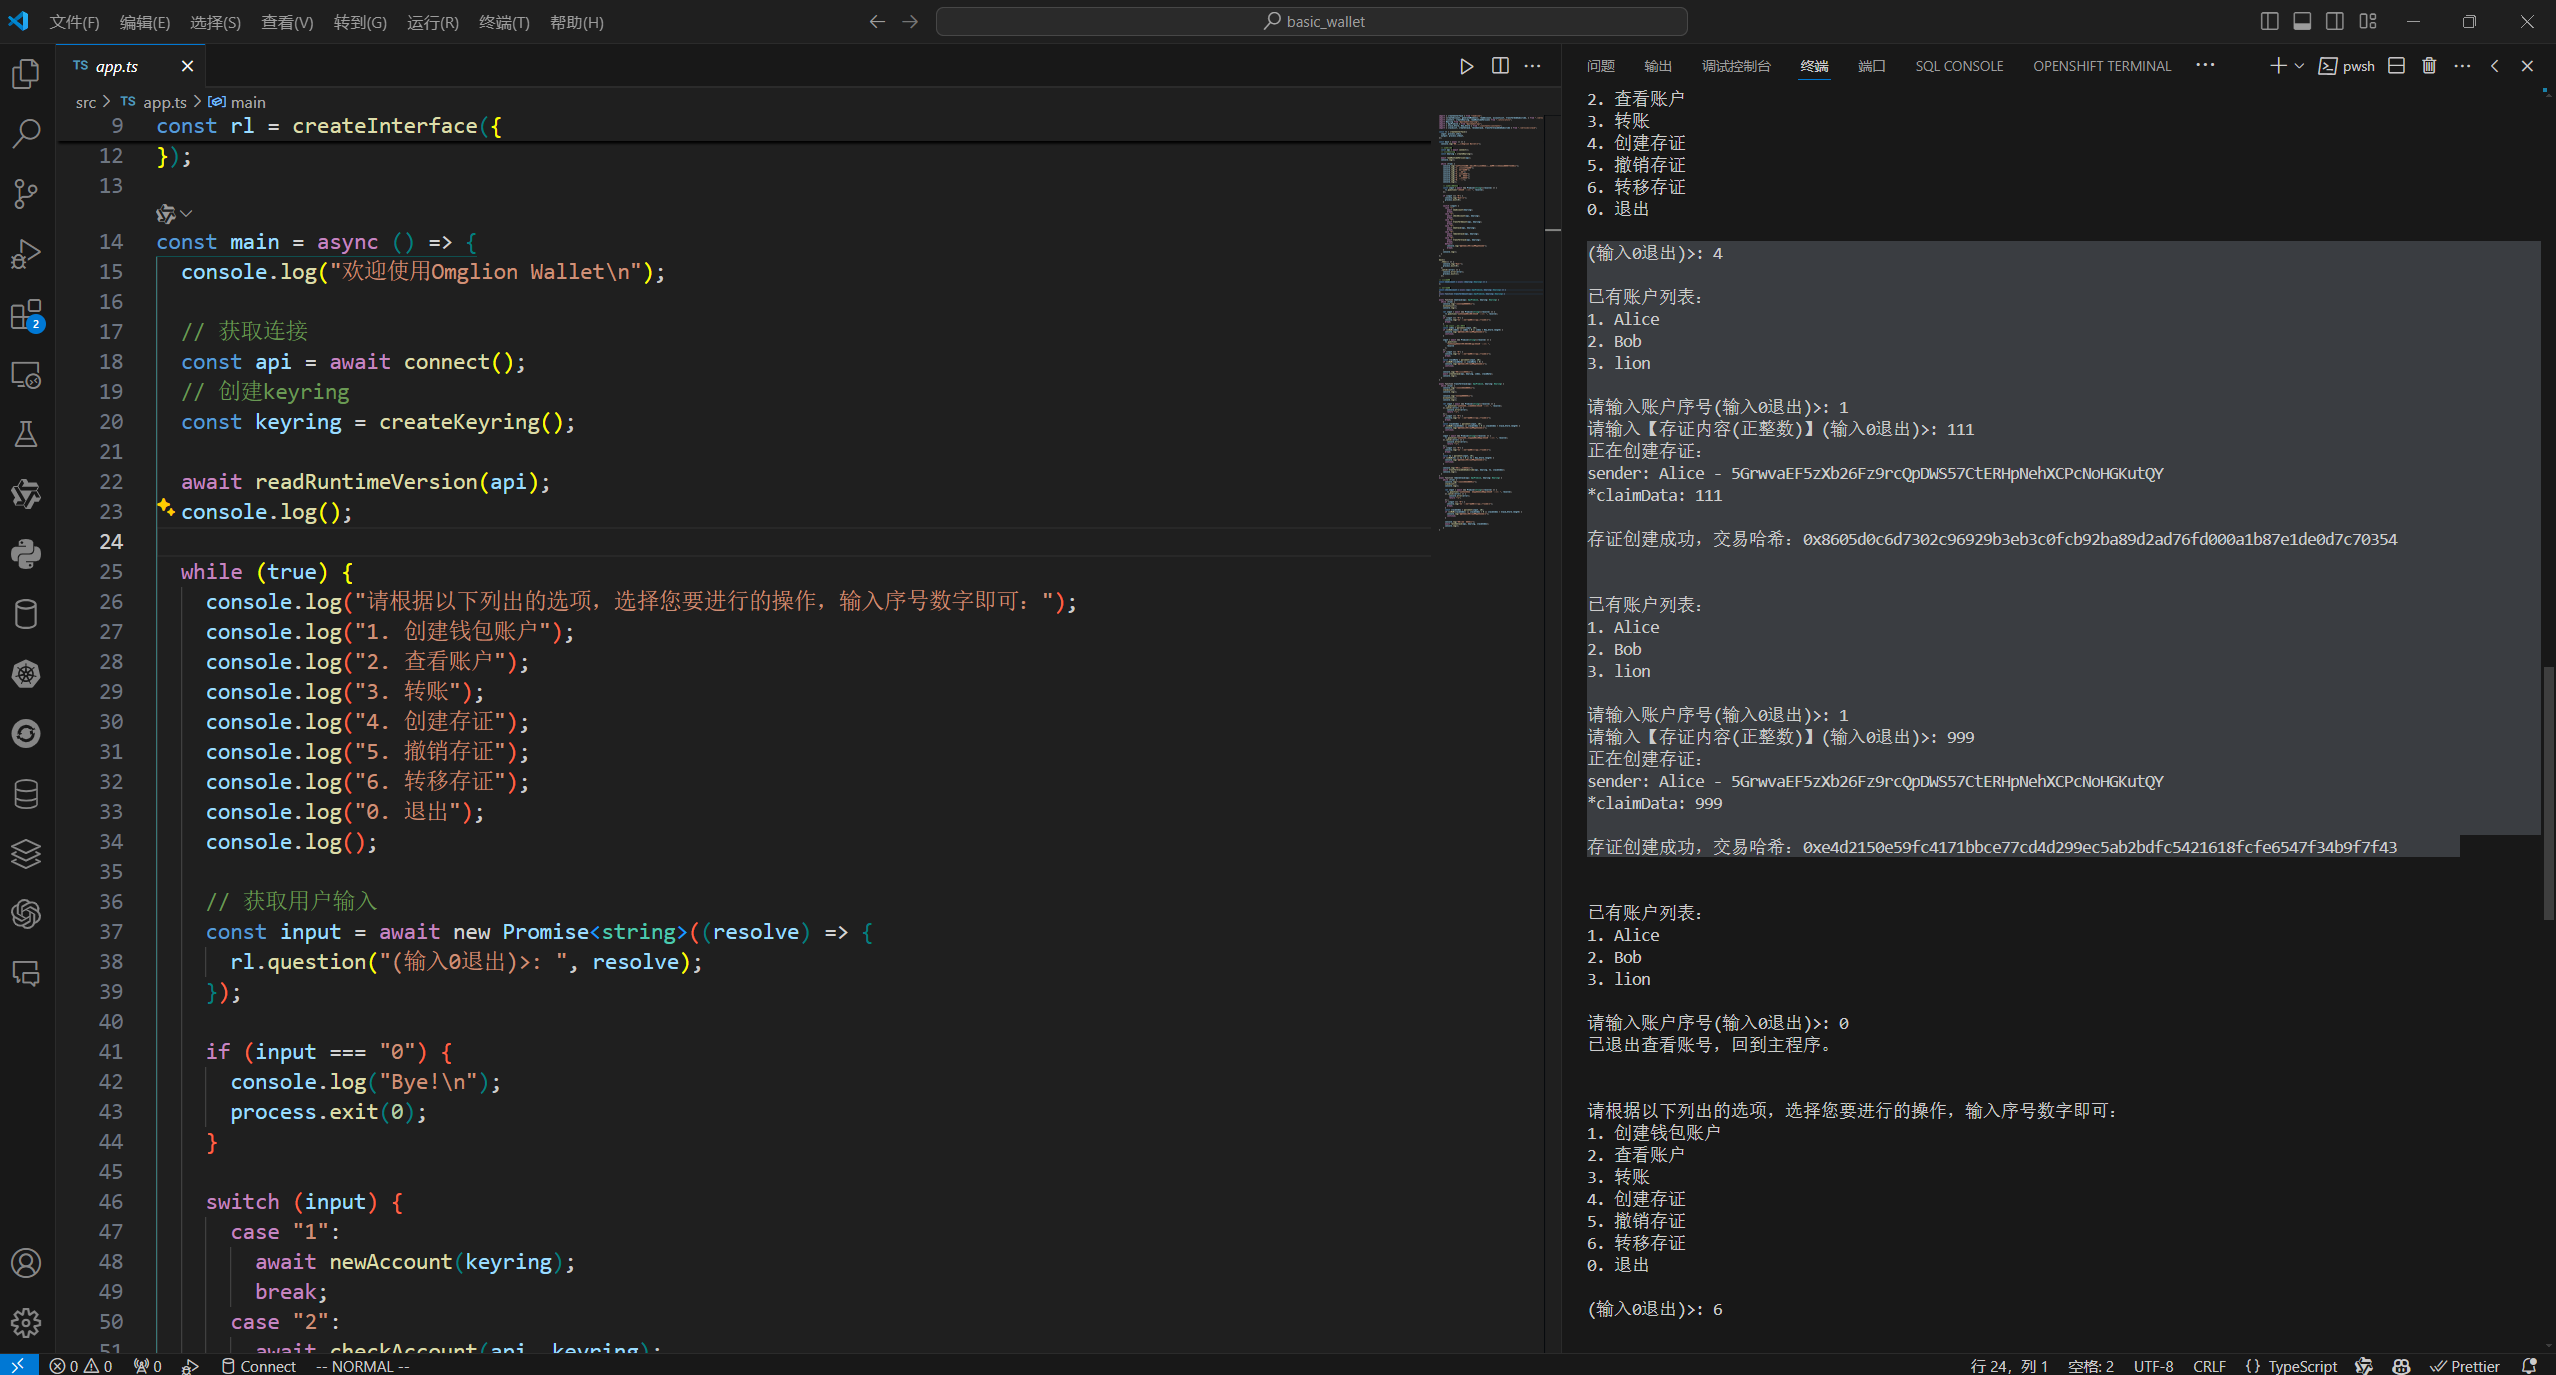 文件(F) 编辑(E) 选择(S) 查看(V) 转到(G) 运行(R) 终端(T) 帮助(H)
basic_wallet
TS app.ts
src > TS app.ts > main
9 const rl = createInterface({
12 });
13
14 const main = async () => {
15 console.log("欢迎使用Omglion Wallet\n");
16
17 // 获取连接
18 const api = await connect();
19 // 创建keyring
20 const keyring = createKeyring();
21
22 await readRuntimeVersion(api);
23 console.log();
24
25 while (true) {
26 console.log("请根据以下列出的选项，选择您要进行的操作，输入序号数字即可：");
27 console.log("1. 创建钱包账户");
28 console.log("2. 查看账户");
29 console.log("3. 转账");
30 console.log("4. 创建存证");
31 console.log("5. 撤销存证");
32 console.log("6. 转移存证");
33 console.log("0. 退出");
34 console.log();
35
36 // 获取用户输入
37 const input = await new Promise<string>((resolve) => {
38 rl.question("(输入0退出)>: ", resolve);
39 });
40
41 if (input === "0") {
42 console.log("Bye!\n");
43 process.exit(0);
44 }
45
46 switch (input) {
47 case "1":
48 await newAccount(keyring);
49 break;
50 case "2":
51 await checkAccount(api, keyring);
问题 输出 调试控制台 终端 端口 SQL CONSOLE OPENSHIFT TERMINAL
pwsh
2. 查看账户
3. 转账
4. 创建存证
5. 撤销存证
6. 转移存证
0. 退出
(输入0退出)>: 4
已有账户列表：
1. Alice
2. Bob
3. lion
请输入账户序号(输入0退出)>: 1
请输入【存证内容(正整数)】(输入0退出)>: 111
正在创建存证：
sender: Alice - 5GrwvaEF5zXb26Fz9rcQpDWS57CtERHpNehXCPcNoHGKutQY
*claimData: 111
存证创建成功，交易哈希：0x8605d0c6d7302c96929b3eb3c0fcb92ba89d2ad76fd000a1b87e1de0d7c70354
已有账户列表：
1. Alice
2. Bob
3. lion
请输入账户序号(输入0退出)>: 1
请输入【存证内容(正整数)】(输入0退出)>: 999
正在创建存证：
sender: Alice - 5GrwvaEF5zXb26Fz9rcQpDWS57CtERHpNehXCPcNoHGKutQY
*claimData: 999
存证创建成功，交易哈希：0xe4d2150e59fc4171bbce77cd4d299ec5ab2bdfc5421618fcfe6547f34b9f7f43
已有账户列表：
1. Alice
2. Bob
3. lion
请输入账户序号(输入0退出)>: 0
已退出查看账号，回到主程序。
请根据以下列出的选项，选择您要进行的操作，输入序号数字即可：
1. 创建钱包账户
2. 查看账户
3. 转账
4. 创建存证
5. 撤销存证
6. 转移存证
0. 退出
(输入0退出)>: 6
2
0 0 0 Connect -- NORMAL --
行 24，列 1 空格: 2 UTF-8 CRLF {} TypeScript Prettier